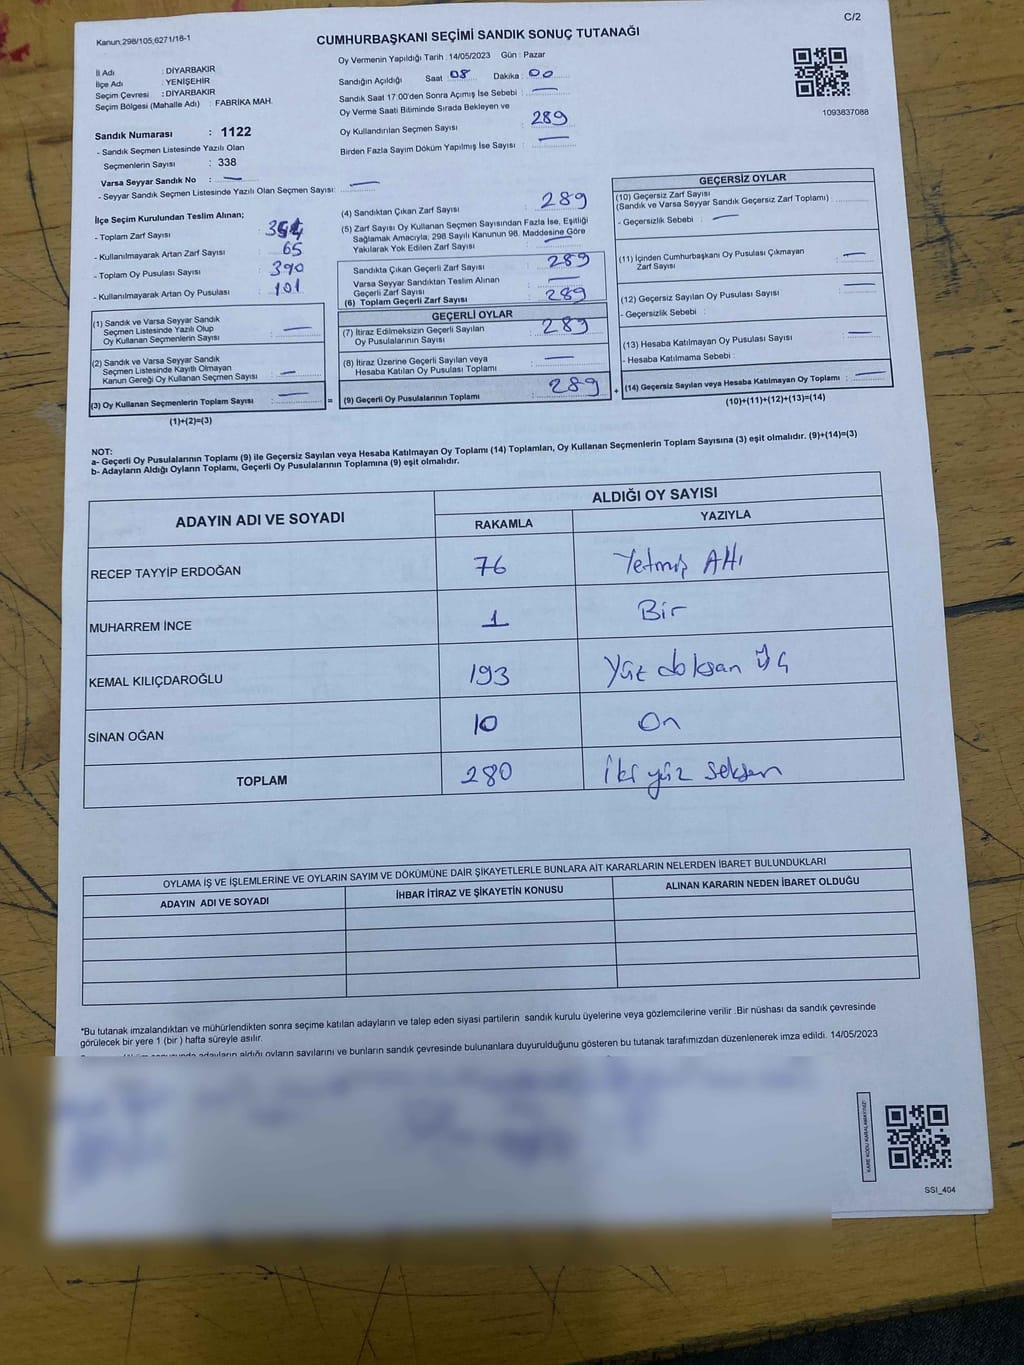 C/2
Kanun:298/105,6271/18-1
CUMHURBAŞKANI SEÇİMİ SANDIK SONUÇ TUTANAĞI
İl Adı : DİYARBAKIR
İlçe Adı : YENİŞEHİR
Seçim Çevresi : DİYARBAKIR
Seçim Bölgesi (Mahalle Adı) : FABRİKA MAH.
Sandık Numarası : 1122
- Sandık Seçmen Listesinde Yazılı Olan
Seçmenlerin Sayısı : 338
Varsa Seyyar Sandık No : —
- Seyyar Sandık Seçmen Listesinde Yazılı Olan Seçmen Sayısı: —
Oy Vermenin Yapıldığı Tarih : 14/05/2023 Gün : Pazar
Sandığın Açıldığı Saat 08 Dakika : 00
Sandık Saat 17:00'den Sonra Açımış İse Sebebi : —
Oy Verme Saati Bitiminde Sırada Bekleyen ve
Oy Kullandırılan Seçmen Sayısı : 289
Birden Fazla Sayım Döküm Yapılmış İse Sayısı : —
1093837088
İlçe Seçim Kurulundan Teslim Alınan;
- Toplam Zarf Sayısı :
- Kullanılmayarak Artan Zarf Sayısı : 65
- Toplam Oy Pusulası Sayısı : 390
- Kullanılmayarak Artan Oy Pusulası : 101
(1) Sandık ve Varsa Seyyar Sandık
Seçmen Listesinde Yazılı Olup
Oy Kullanan Seçmenlerin Sayısı : —
(2) Sandık ve Varsa Seyyar Sandık
Seçmen Listesinde Kayıtlı Olmayan
Kanun Gereği Oy Kullanan Seçmen Sayısı : —
(3) Oy Kullanan Seçmenlerin Toplam Sayısı : —
(1)+(2)=(3)
(4) Sandıktan Çıkan Zarf Sayısı : 289
(5) Zarf Sayısı Oy Kullanan Seçmen Sayısından Fazla İse, Eşitliği
Sağlamak Amacıyla, 298 Sayılı Kanunun 98. Maddesine Göre
Yakılarak Yok Edilen Zarf Sayısı : —
Sandıkta Çıkan Geçerli Zarf Sayısı : 289
Varsa Seyyar Sandıktan Teslim Alınan
Geçerli Zarf Sayısı : —
(6) Toplam Geçerli Zarf Sayısı : 289
GEÇERLİ OYLAR
(7) İtiraz Edilmeksizin Geçerli Sayılan
Oy Pusulalarının Sayısı : 289
(8) İtiraz Üzerine Geçerli Sayılan veya
Hesaba Katılan Oy Pusulası Toplamı : —
= (9) Geçerli Oy Pusulalarının Toplamı : 289 +
GEÇERSİZ OYLAR
(10) Geçersiz Zarf Sayısı
(Sandık ve Varsa Seyyar Sandık Geçersiz Zarf Toplamı) :
- Geçersizlik Sebebi : —
(11) İçinden Cumhurbaşkanı Oy Pusulası Çıkmayan
Zarf Sayısı : —
(12) Geçersiz Sayılan Oy Pusulası Sayısı : —
- Geçersizlik Sebebi :
(13) Hesaba Katılmayan Oy Pusulası Sayısı : —
- Hesaba Katılmama Sebebi :
(14) Geçersiz Sayılan veya Hesaba Katılmayan Oy Toplamı : —
(10)+(11)+(12)+(13)=(14)
NOT:
a- Geçerli Oy Pusulalarının Toplamı (9) ile Geçersiz Sayılan veya Hesaba Katılmayan Oy Toplamı (14) Toplamları, Oy Kullanan Seçmenlerin Toplam Sayısına (3) eşit olmalıdır. (9)+(14)=(3)
b- Adayların Aldığı Oyların Toplamı, Geçerli Oy Pusulalarının Toplamına (9) eşit olmalıdır.
ADAYIN ADI VE SOYADI
ALDIĞI OY SAYISI
RAKAMLA YAZIYLA
RECEP TAYYİP ERDOĞAN 76 Yetmiş Altı
MUHARREM İNCE 1 Bir
KEMAL KILIÇDAROĞLU 193 Yüz doksan üç
SİNAN OĞAN 10 On
TOPLAM 280 iki yüz seksen
OYLAMA İŞ VE İŞLEMLERİNE VE OYLARIN SAYIM VE DÖKÜMÜNE DAİR ŞİKAYETLERLE BUNLARA AİT KARARLARIN NELERDEN İBARET BULUNDUKLARI
ADAYIN ADI VE SOYADI İHBAR İTİRAZ VE ŞİKAYETİN KONUSU ALINAN KARARIN NEDEN İBARET OLDUĞU
*Bu tutanak imzalandıktan ve mühürlendikten sonra seçime katılan adayların ve talep eden siyasi partilerin sandık kurulu üyelerine veya gözlemcilerine verilir .Bir nüshası da sandık çevresinde
görülecek bir yere 1 (bir ) hafta süreyle asılır.
adayların aldığı oyların sayılarını ve bunların sandık çevresinde bulunanlara duyurulduğunu gösteren bu tutanak tarafımızdan düzenlenerek imza edildi. 14/05/2023
SSI_404